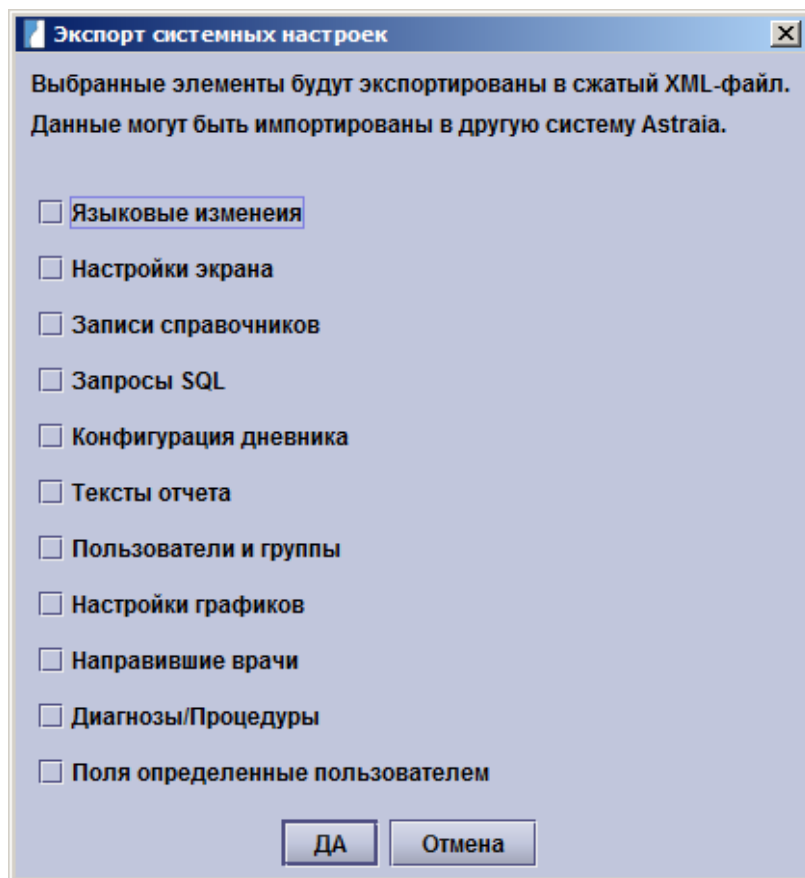 Экспорт системных настроек
Выбранные элементы будут экспортированы в сжатый XML-файл.
Данные могут быть импортированы в другую систему Astraia.
Языковые изменеия
Настройки экрана
Записи справочников
Запросы SQL
Конфигурация дневника
Тексты отчета
Пользователи и группы
Настройки графиков
Направившие врачи
Диагнозы/Процедуры
Поля определенные пользователем
ДА Отмена